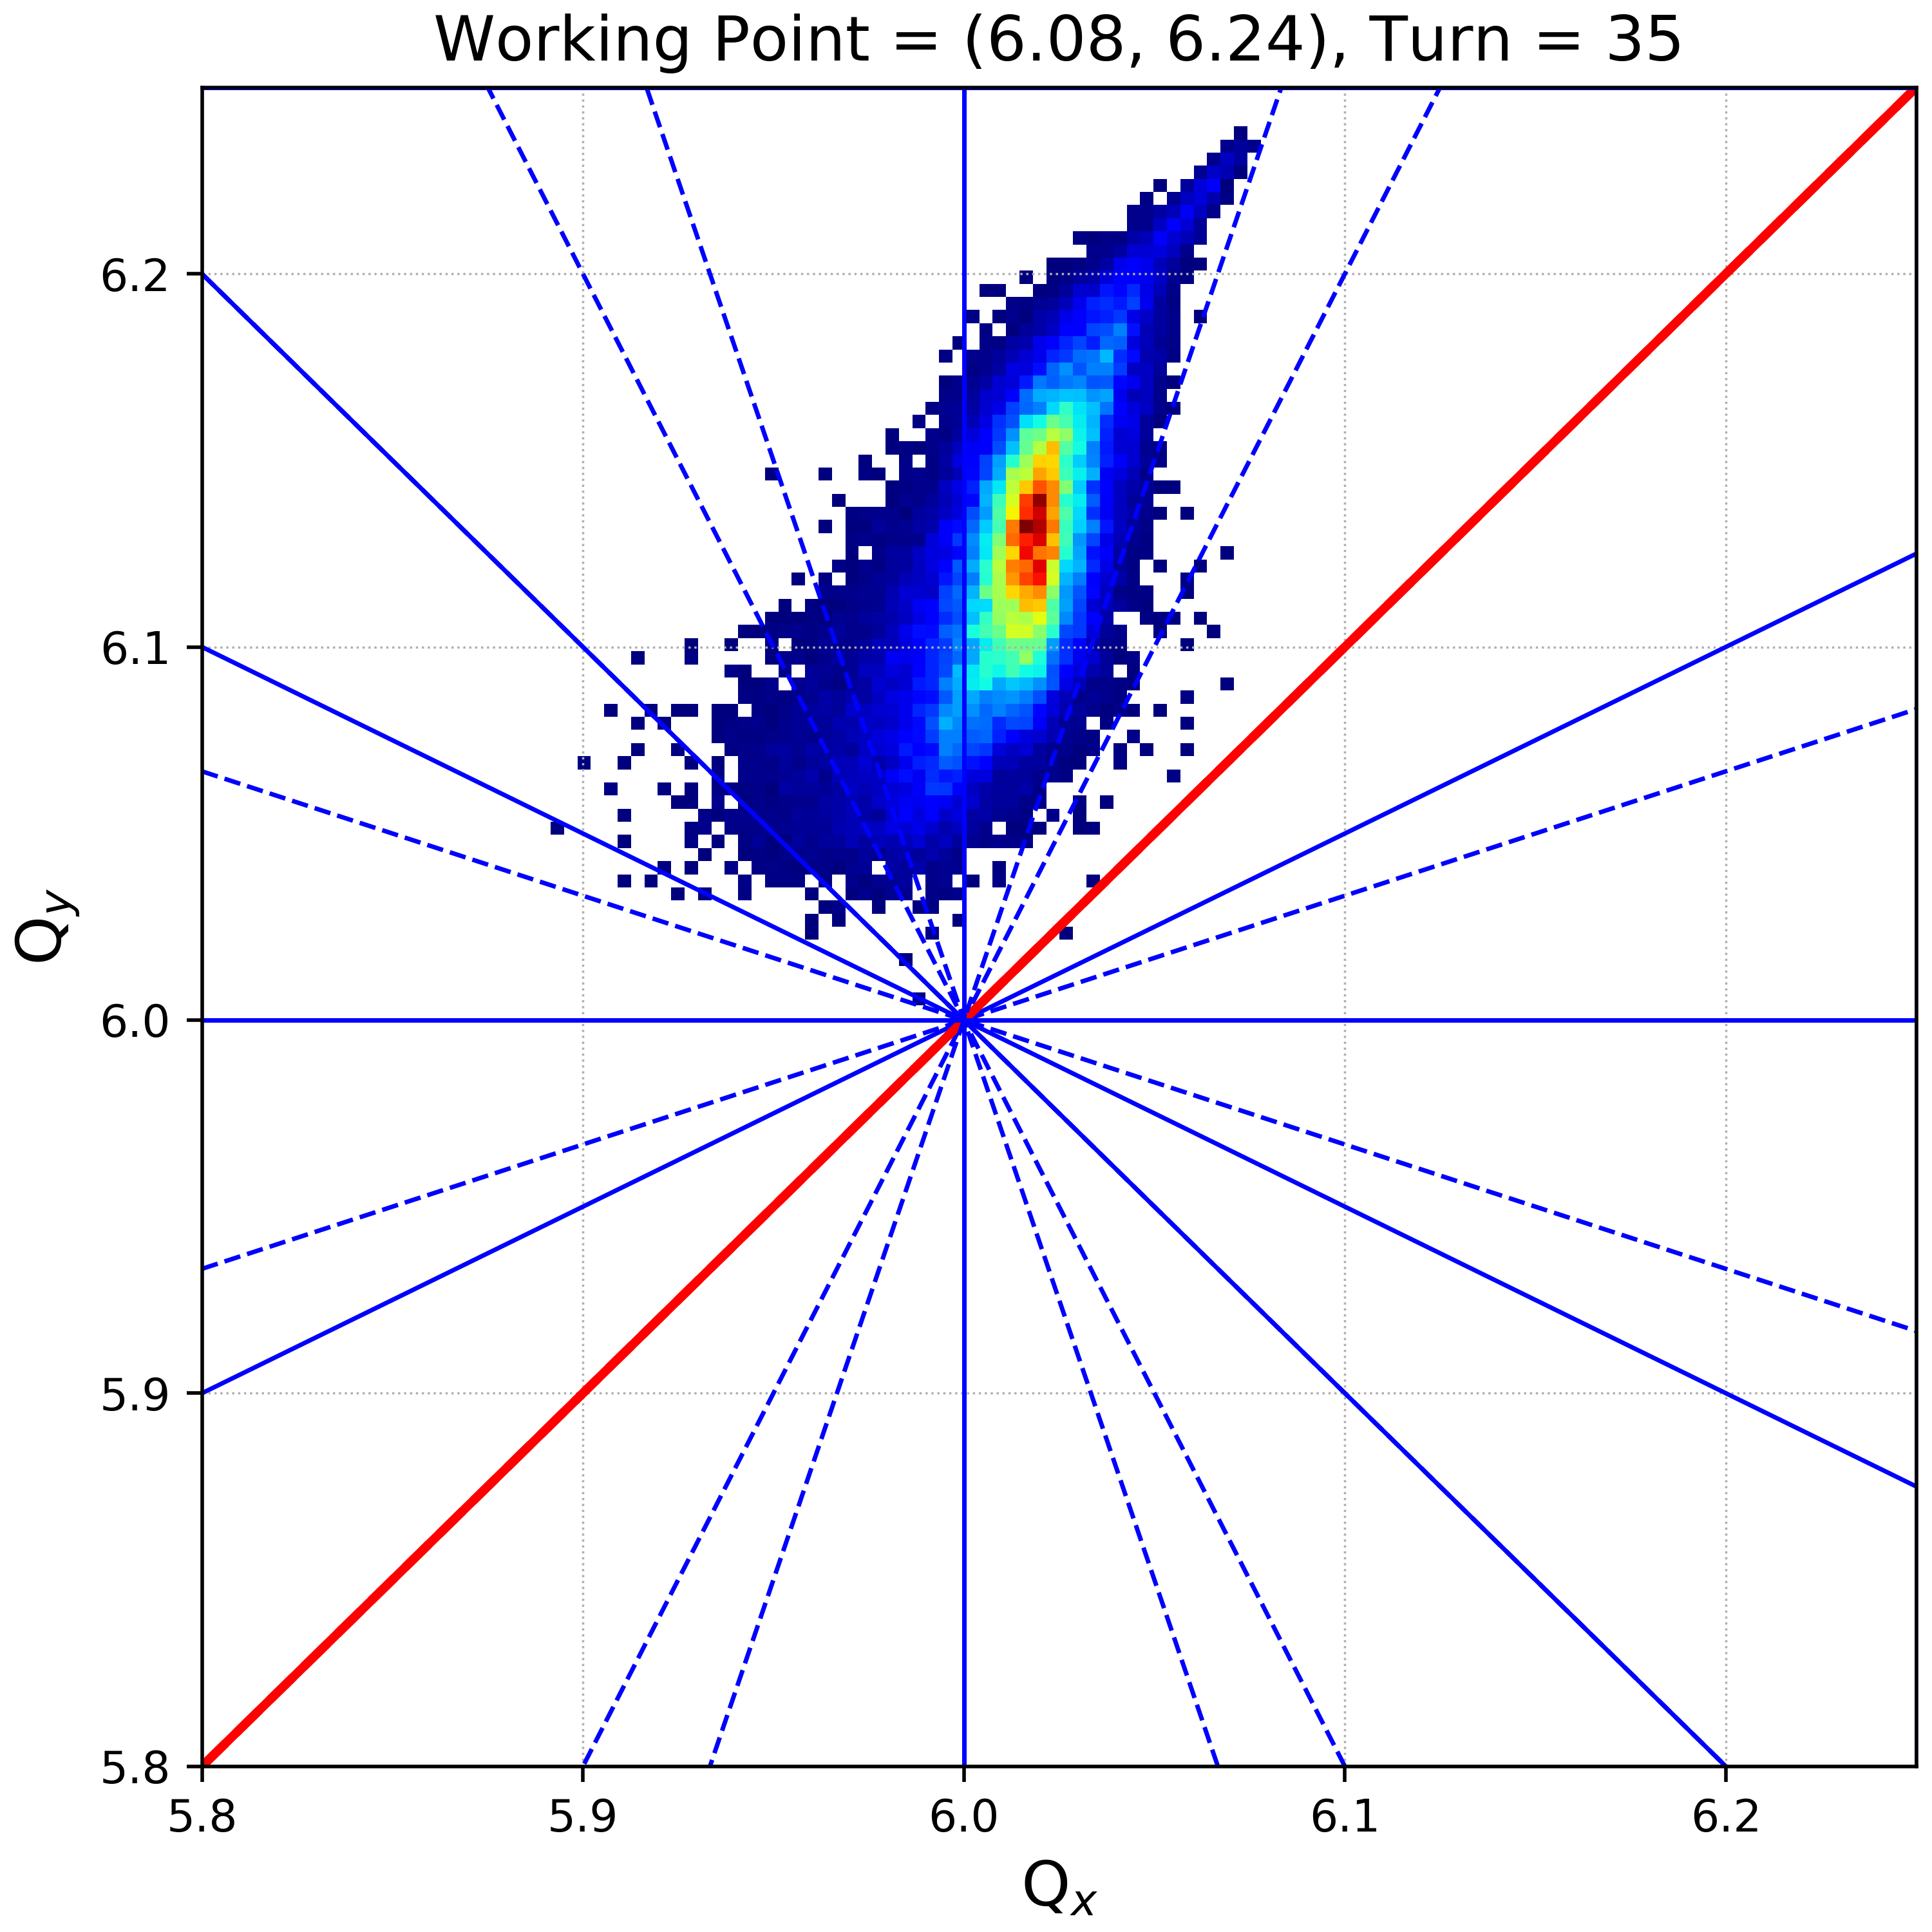 Working Point = (6.08, 6.24), Turn = 35
6.2
6.1
6.0
5.9
5.8
Qy
5.8 5.9 6.0 6.1 6.2
Qx